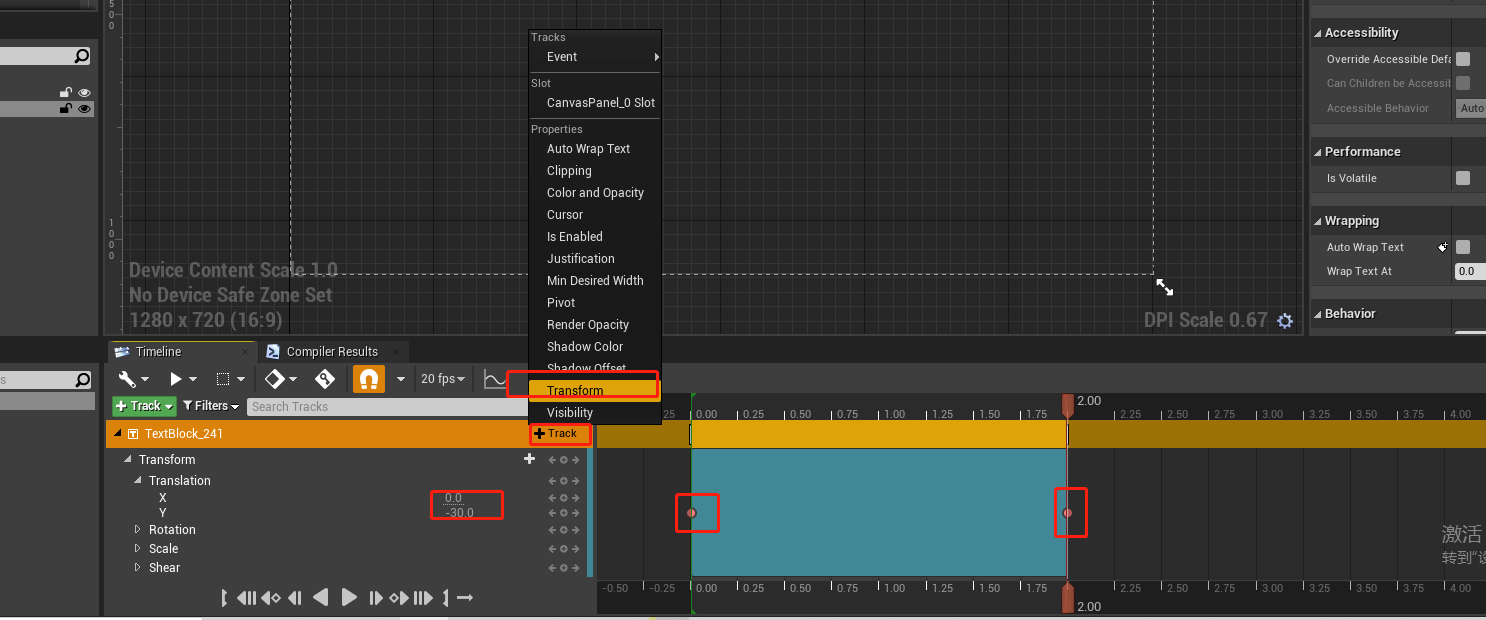 5
0
0
1
0
0
0
Device Content Scale 1.0
No Device Safe Zone Set
1280 x 720 (16:9)
DPI Scale 0.67
Tracks
Event
Slot
CanvasPanel_0 Slot
Properties
Auto Wrap Text
Clipping
Color and Opacity
Cursor
Is Enabled
Justification
Min Desired Width
Pivot
Render Opacity
Shadow Color
Shadow Offset
Transform
Visibility
Accessibility
Override Accessible Defa
Can Children be Accessib
Accessible Behavior Auto
Performance
Is Volatile
Wrapping
Auto Wrap Text
Wrap Text At 0.0
Behavior
Timeline
Compiler Results
20 fps
Track Filters Search Tracks
.25 0.00 0.25 0.50 0.75 1.00 1.25 1.50 1.75 2.00 2.25 2.50 2.75 3.00 3.25 3.50 3.75 4.00
TextBlock_241 Track
Transform
Translation
X 0.0
Y -30.0
Rotation
Scale
Shear
激活
转到"设
-0.50 -0.25 0.00 0.25 0.50 0.75 1.00 1.25 1.50 1.75 2.25 2.50 2.75 3.00 3.25 3.50 3.75 4.00
2.00